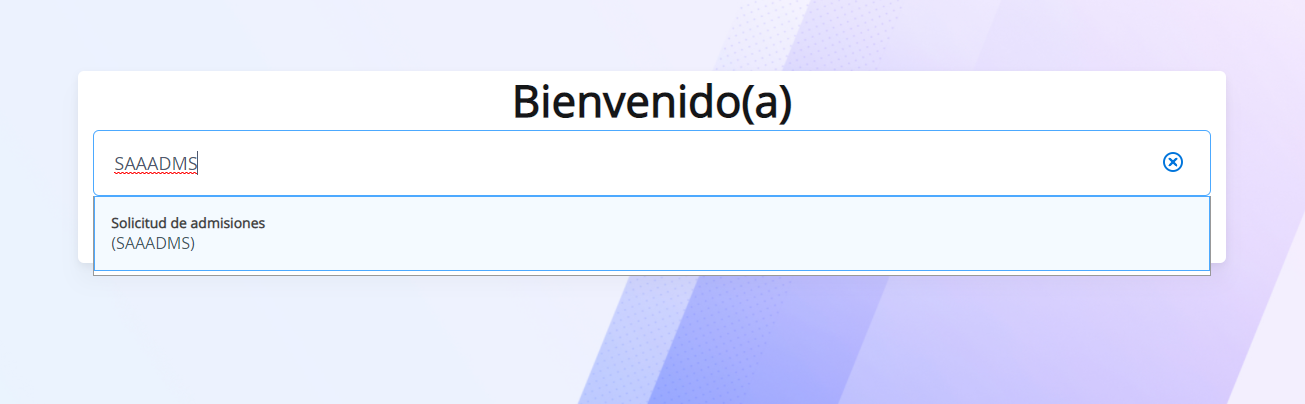 Bienvenido(a)
SAAADMS
Solicitud de admisiones
(SAAADMS)